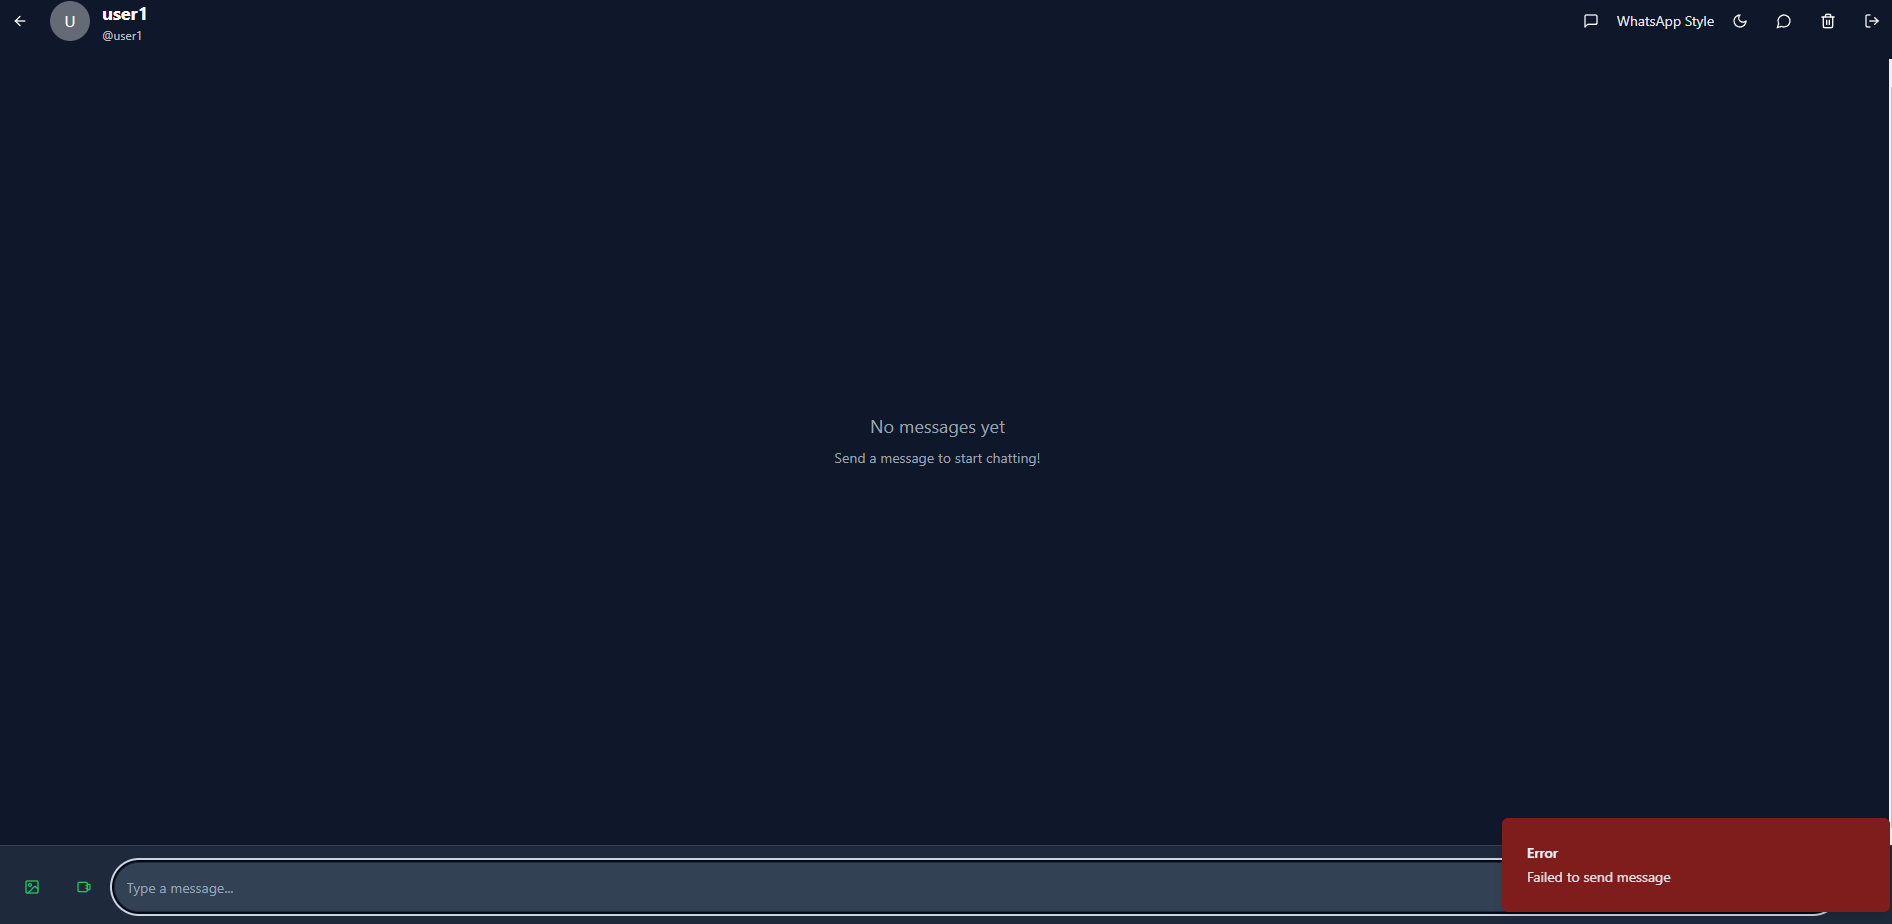 U
user1
@user1
WhatsApp Style
No messages yet
Send a message to start chatting!
Type a message...
Error
Failed to send message